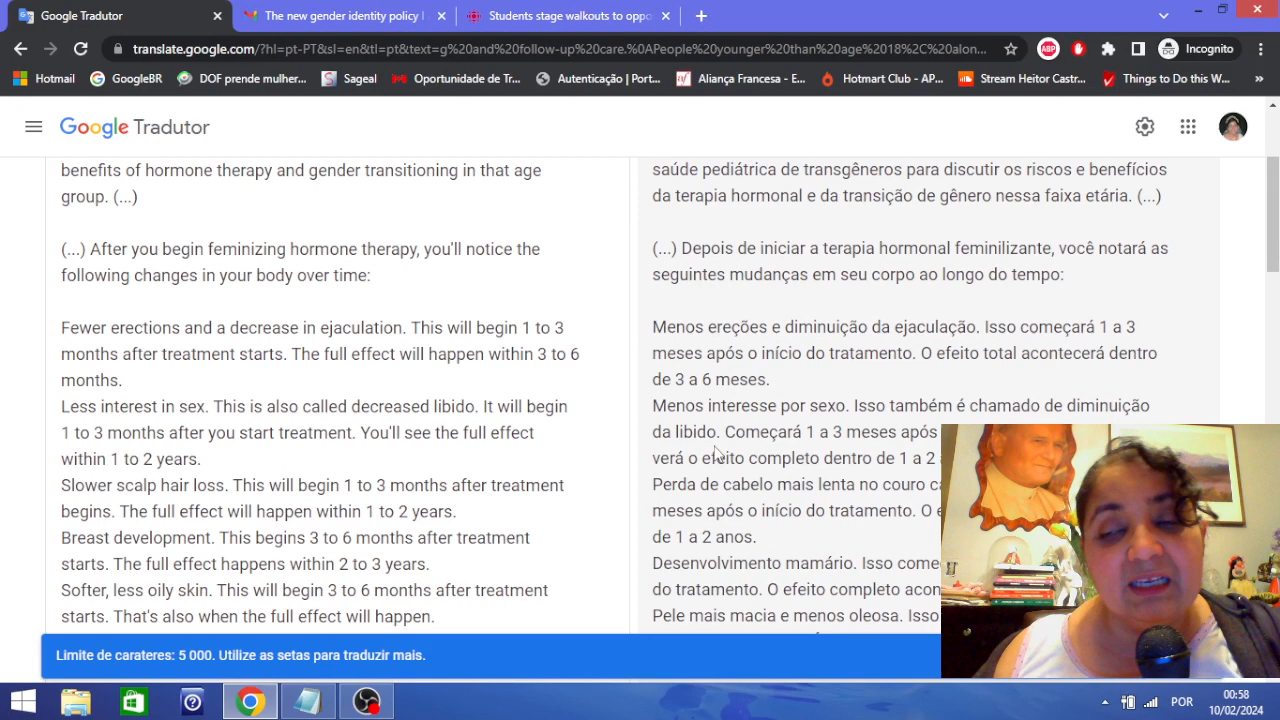 Google Tradutor
The new gender identity policy i
Students stage walkouts to oppo
translate.google.com/?hl=pt-PT&sl=en&tl=pt&text=g%20and%20follow-up%20care.%0APeople%20younger%20than%20age%2018%2C%20alon...
ABP
Incognito
Hotmail
GoogleBR
DOF prende mulher...
Sageal
Oportunidade de Tr...
Autenticação | Port...
Aliança Francesa - E...
Hotmart Club - AP...
Stream Heitor Castr...
Things to Do this W...
Google Tradutor
benefits of hormone therapy and gender transitioning in that age
group. (...)
(...) After you begin feminizing hormone therapy, you'll notice the
following changes in your body over time:
Fewer erections and a decrease in ejaculation. This will begin 1 to 3
months after treatment starts. The full effect will happen within 3 to 6
months.
Less interest in sex. This is also called decreased libido. It will begin
1 to 3 months after you start treatment. You'll see the full effect
within 1 to 2 years.
Slower scalp hair loss. This will begin 1 to 3 months after treatment
begins. The full effect will happen within 1 to 2 years.
Breast development. This begins 3 to 6 months after treatment
starts. The full effect happens within 2 to 3 years.
Softer, less oily skin. This will begin 3 to 6 months after treatment
starts. That's also when the full effect will happen.
saúde pediátrica de transgêneros para discutir os riscos e benefícios
da terapia hormonal e da transição de gênero nessa faixa etária. (...)
(...) Depois de iniciar a terapia hormonal feminilizante, você notará as
seguintes mudanças em seu corpo ao longo do tempo:
Menos ereções e diminuição da ejaculação. Isso começará 1 a 3
meses após o início do tratamento. O efeito total acontecerá dentro
de 3 a 6 meses.
Menos interesse por sexo. Isso também é chamado de diminuição
da libido. Começará 1 a 3 meses após
verá o efeito completo dentro de 1 a 2
Perda de cabelo mais lenta no couro
meses após o início do tratamento. O
de 1 a 2 anos.
Desenvolvimento mamário. Isso
do tratamento. efeito completo
Pele mais macia e menos oleosa. Isso
Limite de carateres: 5 000. Utilize as setas para traduzir mais.
POR
00:58
10/02/2024